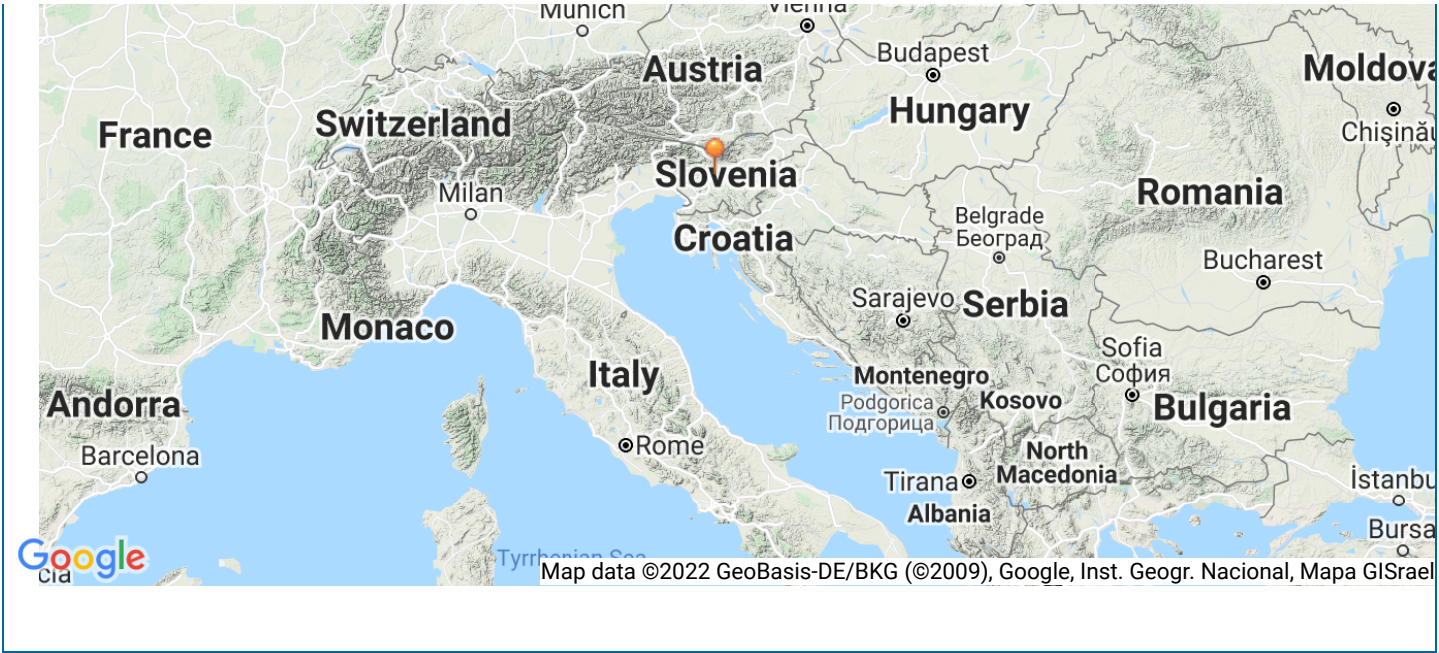 Munich
Vienna
Budapest
Austria
Moldova
Hungary
Chişinău
France
Switzerland
Slovenia
Milan
Romania
Belgrade
Београд
Croatia
Bucharest
Sarajevo
Serbia
Monaco
Sofia
София
Italy
Montenegro
Kosovo
Andorra
Podgorica
Подгорица
Bulgaria
Barcelona
Rome
North
Macedonia
Tirana
İstanbu
Albania
Bursa
Google
cia
Tyrrhenian Sea
Map data ©2022 GeoBasis-DE/BKG (©2009), Google, Inst. Geogr. Nacional, Mapa GISrael